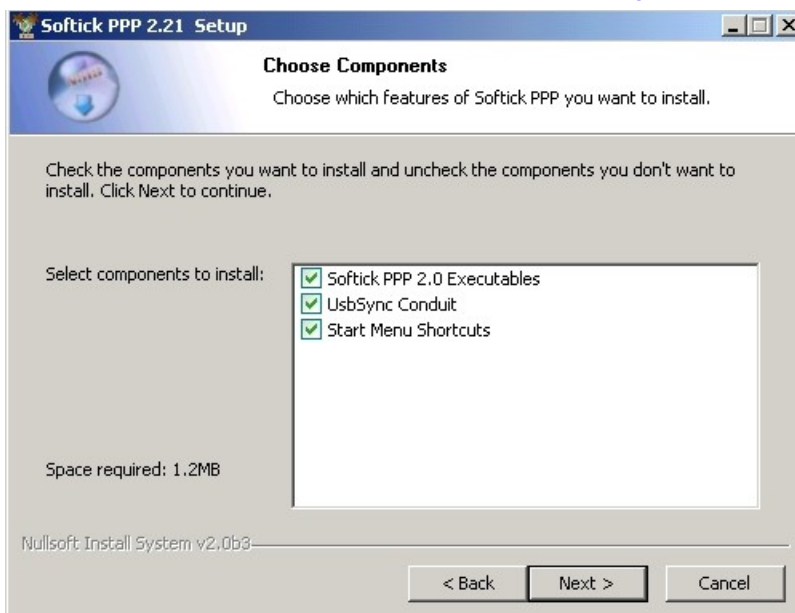 Softick PPP 2.21 Setup
Choose Components
Choose which features of Softick PPP you want to install.
Check the components you want to install and uncheck the components you don't want to
install. Click Next to continue.
Select components to install:
Softick PPP 2.0 Executables
UsbSync Conduit
Start Menu Shortcuts
Space required: 1.2MB
Nullsoft Install System v2.0b3
< Back
Next >
Cancel